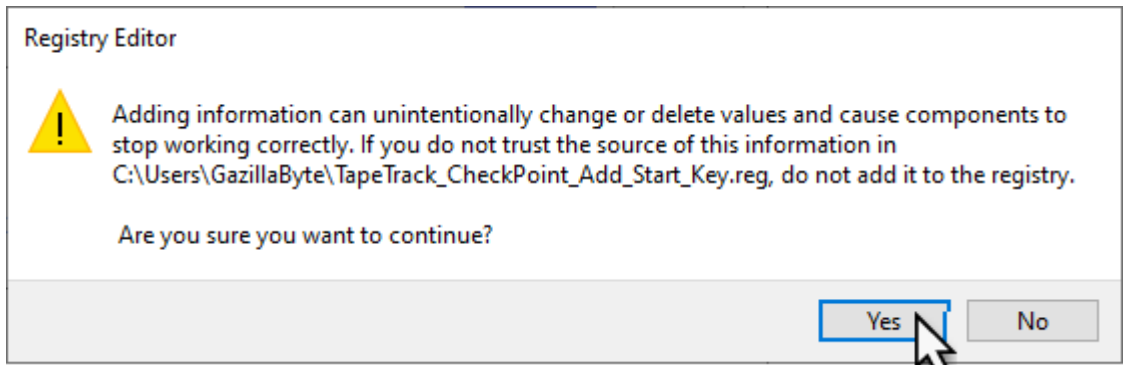 Registry Editor
Adding information can unintentionally change or delete values and cause components to
stop working correctly. If you do not trust the source of this information in
C:\Users\GazillaByte\TapeTrack_CheckPoint_Add_Start_Key.reg, do not add it to the registry.
Are you sure you want to continue?
Yes No